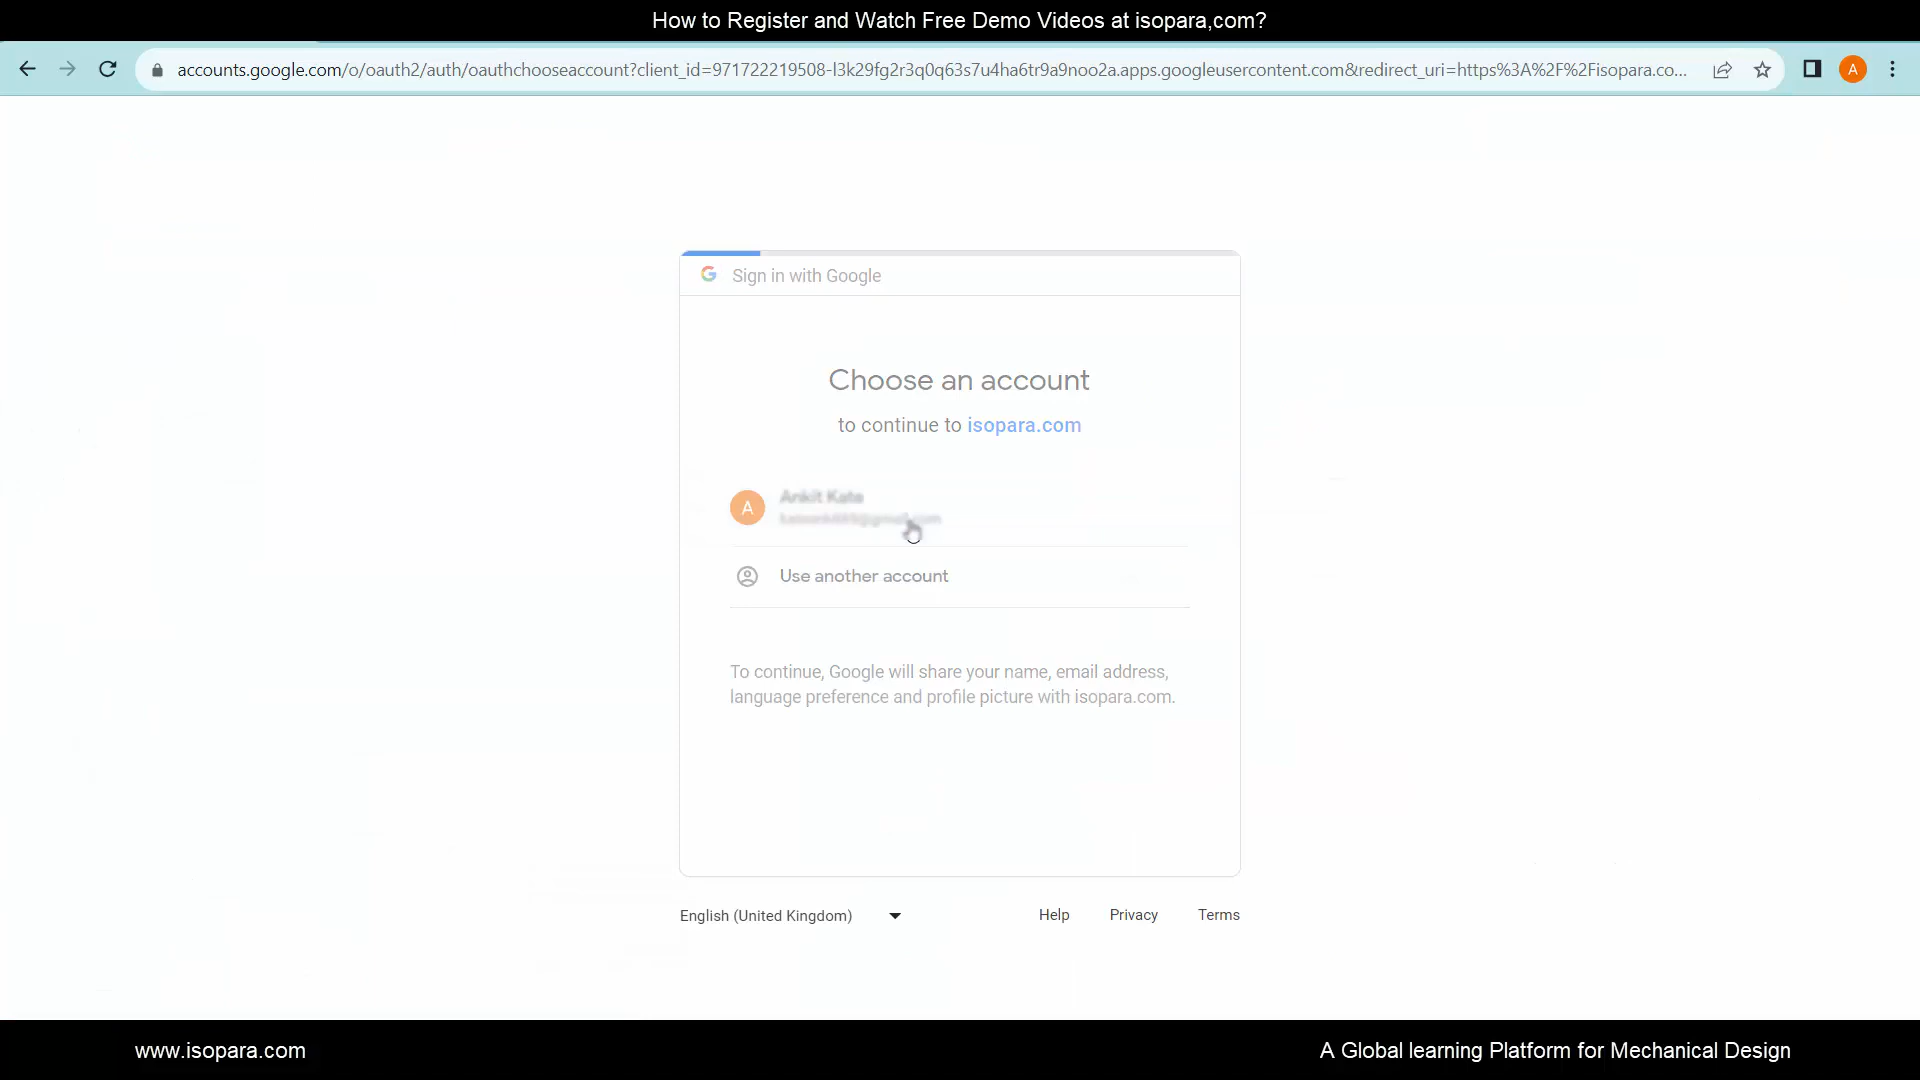 How to Register and Watch Free Demo Videos at isopara,com?
accounts.google.com/o/oauth2/auth/oauthchooseaccount?client_id=971722219508-l3k29fg2r3q0q63s7u4ha6tr9a9noo2a.apps.googleusercontent.com&redirect_uri=https%3A%2F%2Fisopara.co...
A
Sign in with Google
Choose an account
to continue to isopara.com
A
Use another account
To continue, Google will share your name, email address,
language preference and profile picture with isopara.com.
English (United Kingdom)
Help Privacy Terms
www.isopara.com
A Global learning Platform for Mechanical Design